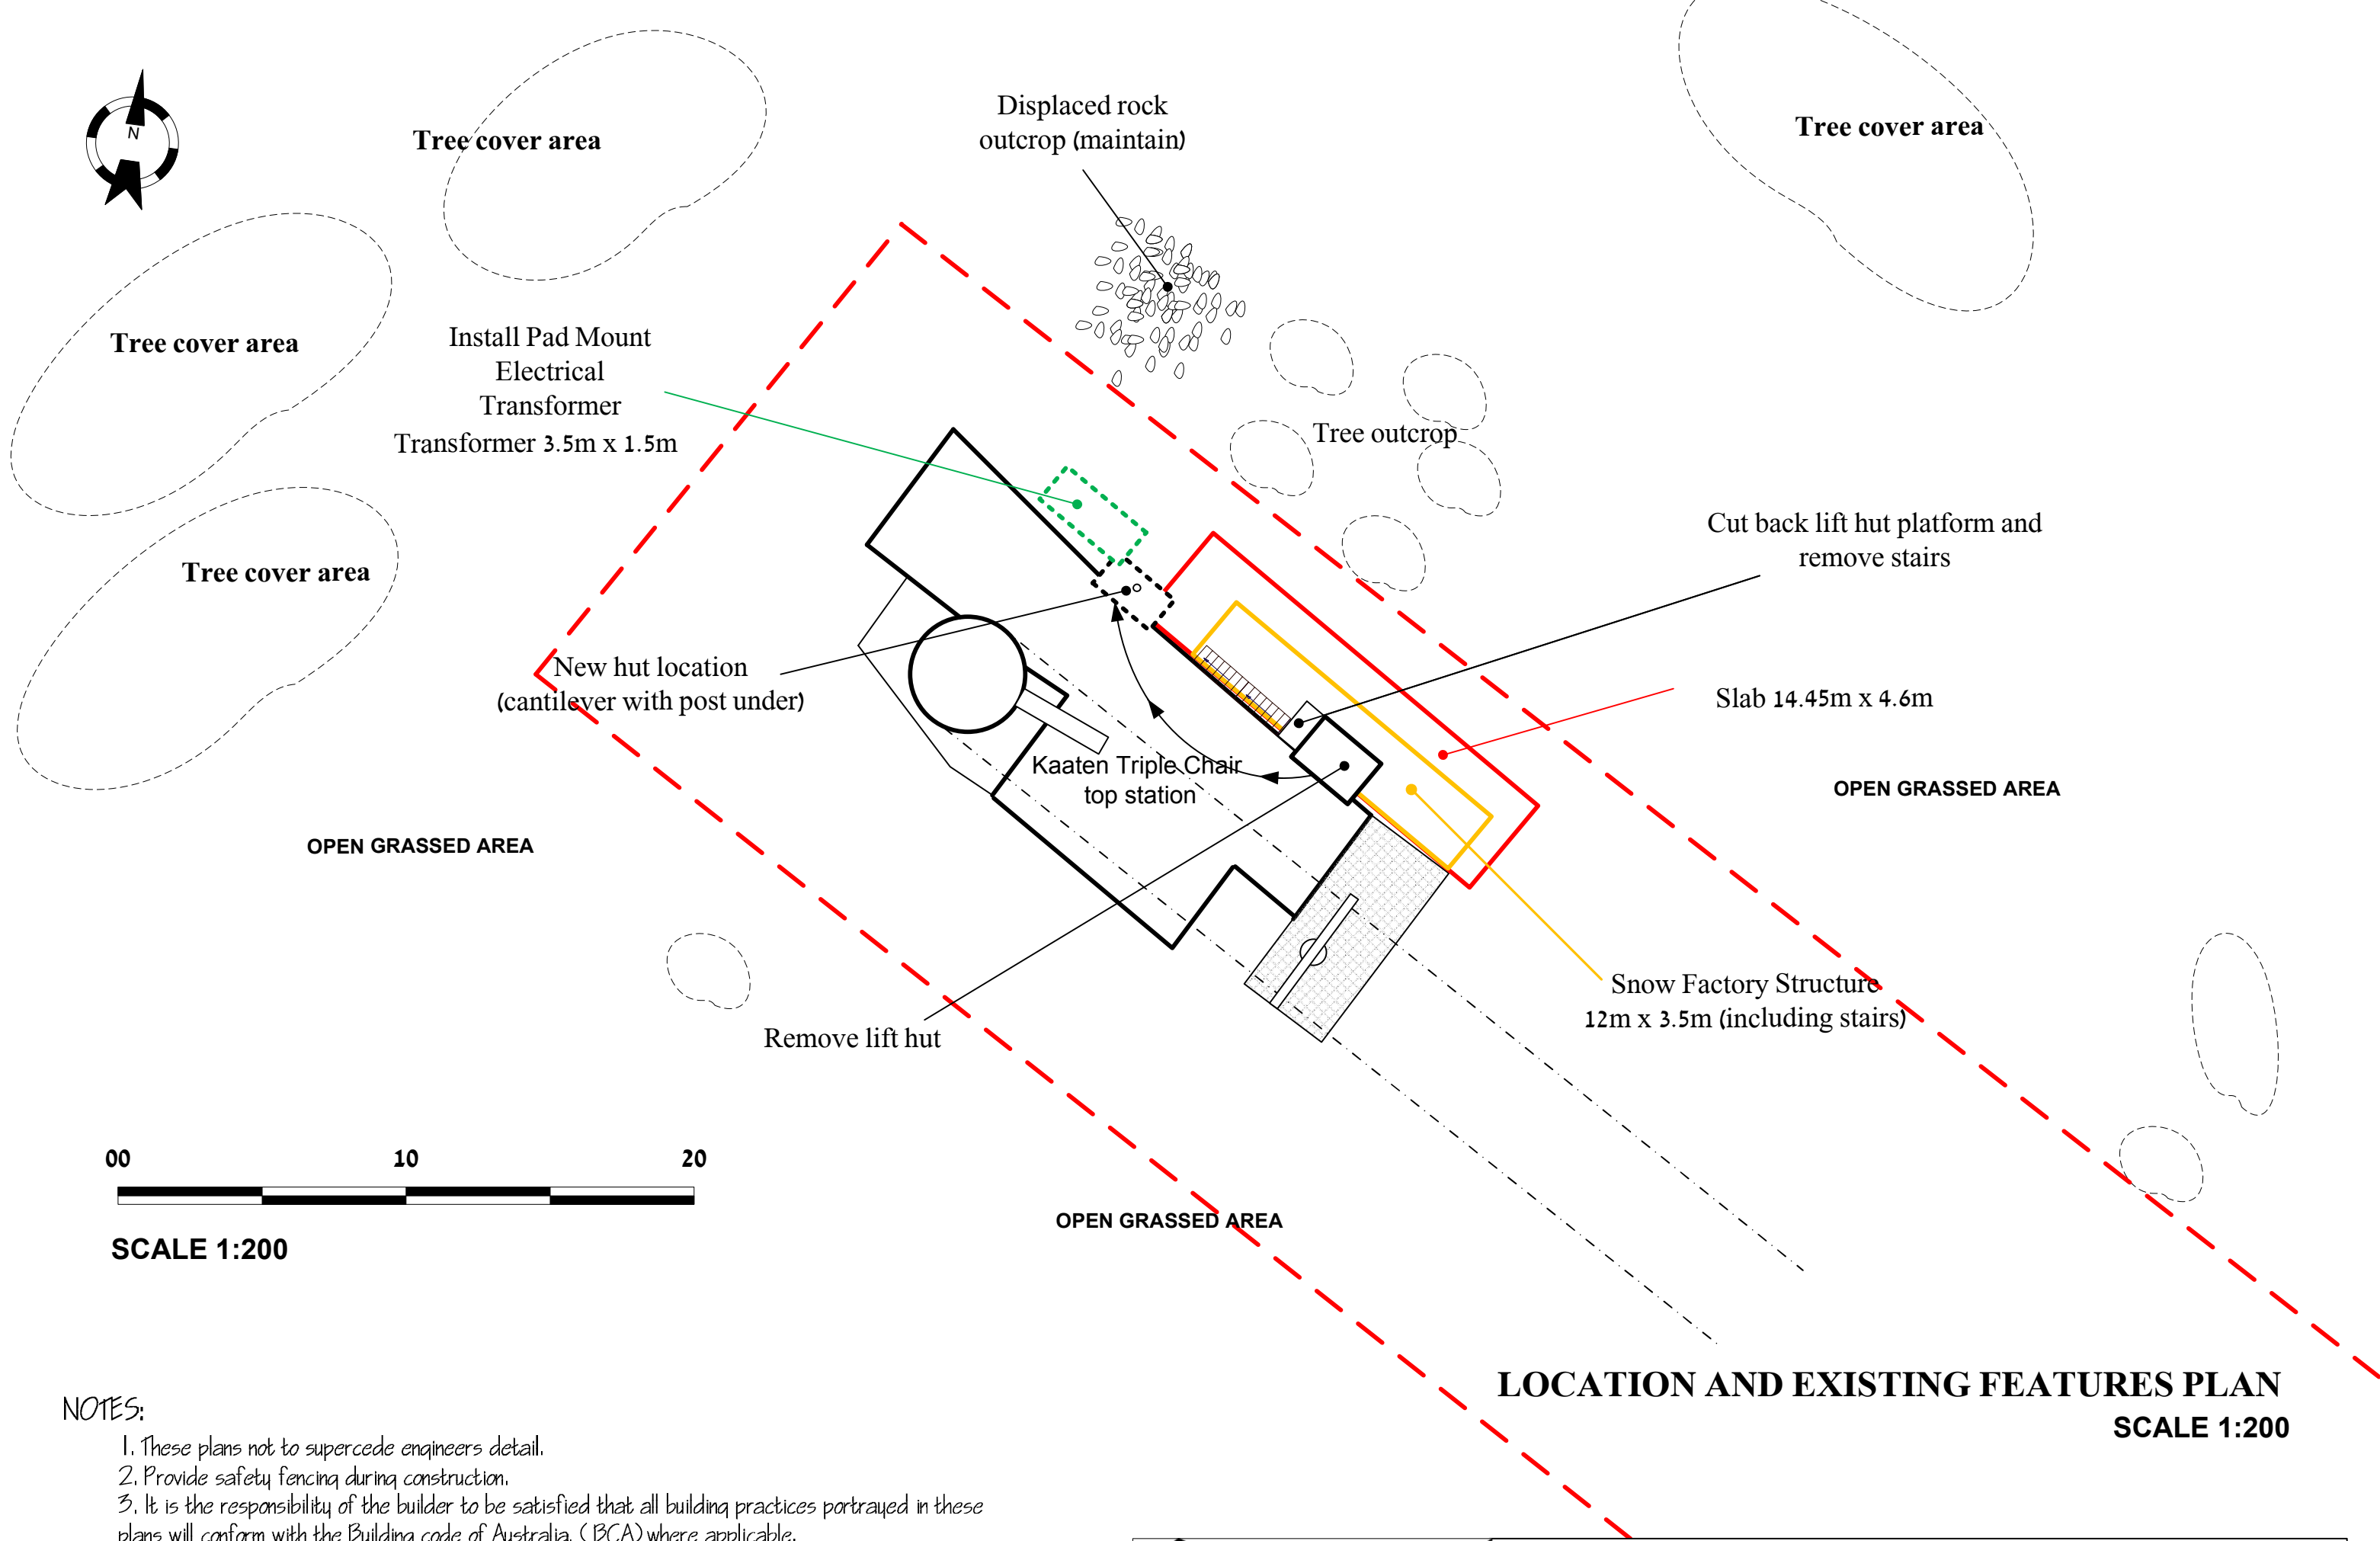 N
Tree cover area
Displaced rock
outcrop (maintain)
Tree cover area
Tree cover area
Install Pad Mount
Electrical
Transformer
Transformer 3.5m x 1.5m
Tree outcrop
Cut back lift hut platform and
remove stairs
Tree cover area
New hut location
(cantilever with post under)
Slab 14.45m x 4.6m
Kaaten Triple Chair
top station
OPEN GRASSED AREA
OPEN GRASSED AREA
Snow Factory Structure
12m x 3.5m (including stairs)
Remove lift hut
00 10 20
SCALE 1:200
OPEN GRASSED AREA
LOCATION AND EXISTING FEATURES PLAN
SCALE 1:200
NOTES:
1. These plans not to supercede engineers detail.
2. Provide safety fencing during construction.
3. It is the responsibility of the builder to be satisfied that all building practices portrayed in these
plans will conform with the Building code of Australia. (BCA) where applicable.